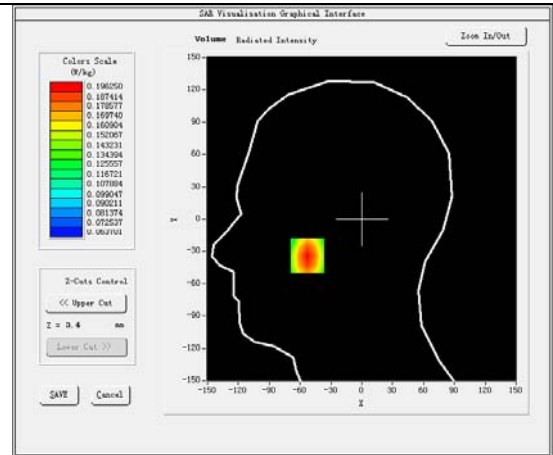 SAR Visualisation Graphical Interface
Volume Radiated Intensity
Zoom In/Out
Colors Scale
(W/kg)
0.196250
0.187414
0.178577
0.169740
0.160904
0.152067
0.143231
0.134394
0.125557
0.116721
0.107884
0.099047
0.090211
0.081374
0.072537
0.063701
Z-Cuts Control
<< Upper Cut
Z = 3.4 mm
Lower Cut >>
SAVE Cancel
150
120
90
60
30
0
-30
-60
-90
-120
-150
Y
-150 -120 -90 -60 -30 0 30 60 90 120 150
X